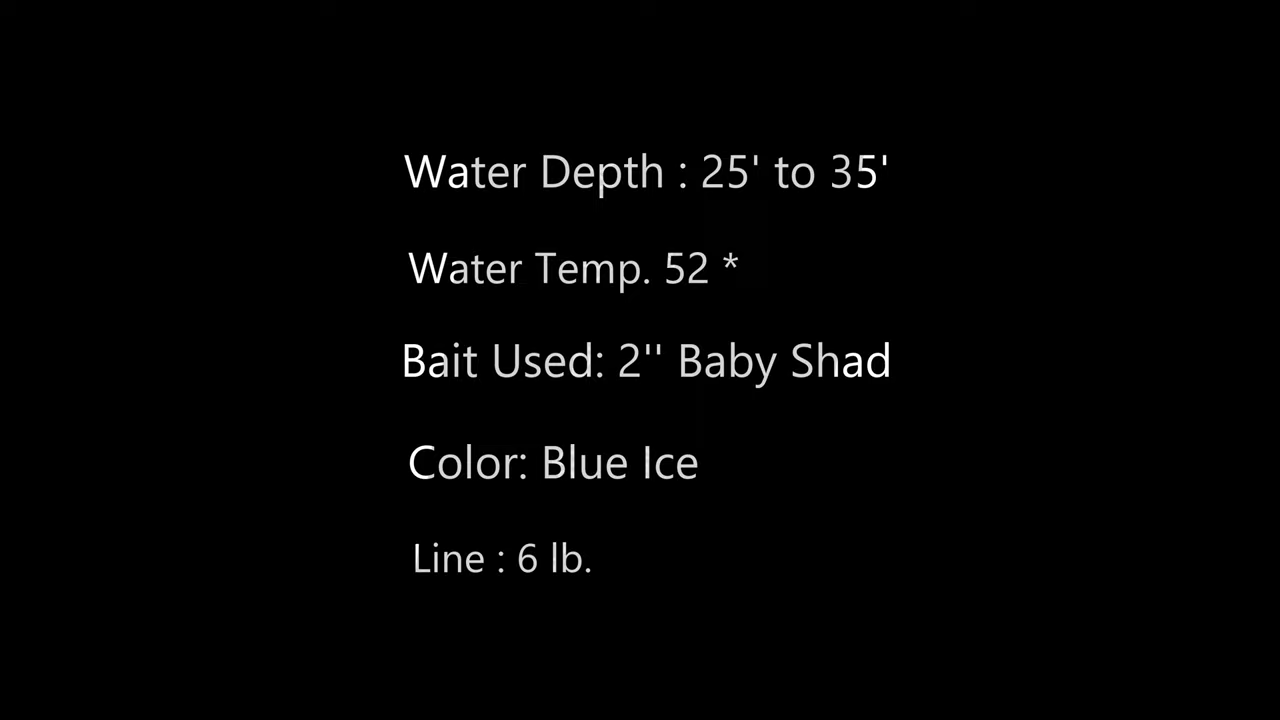 Water Depth : 25' to 35'
Water Temp. 52 *
Bait Used: 2'' Baby Shad
Color: Blue Ice
Line : 6 lb.